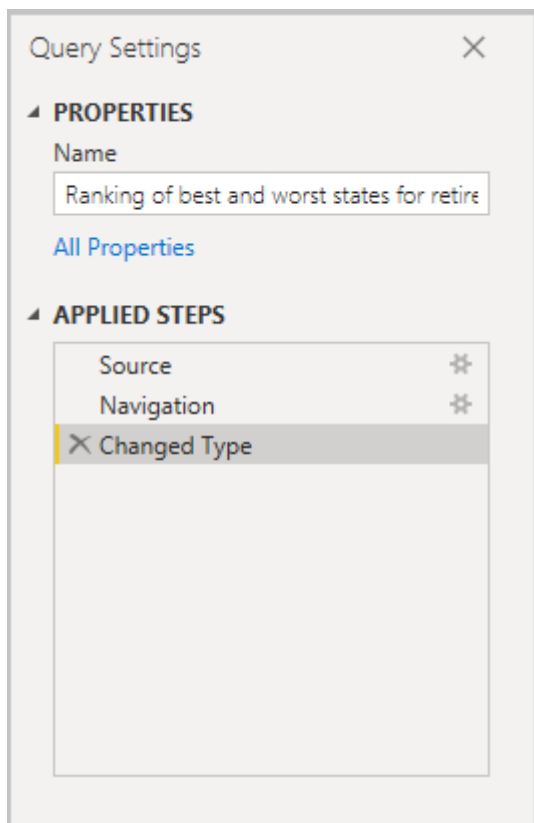 Query Settings
PROPERTIES
Name
Ranking of best and worst states for retire
All Properties
APPLIED STEPS
Source
Navigation
Changed Type